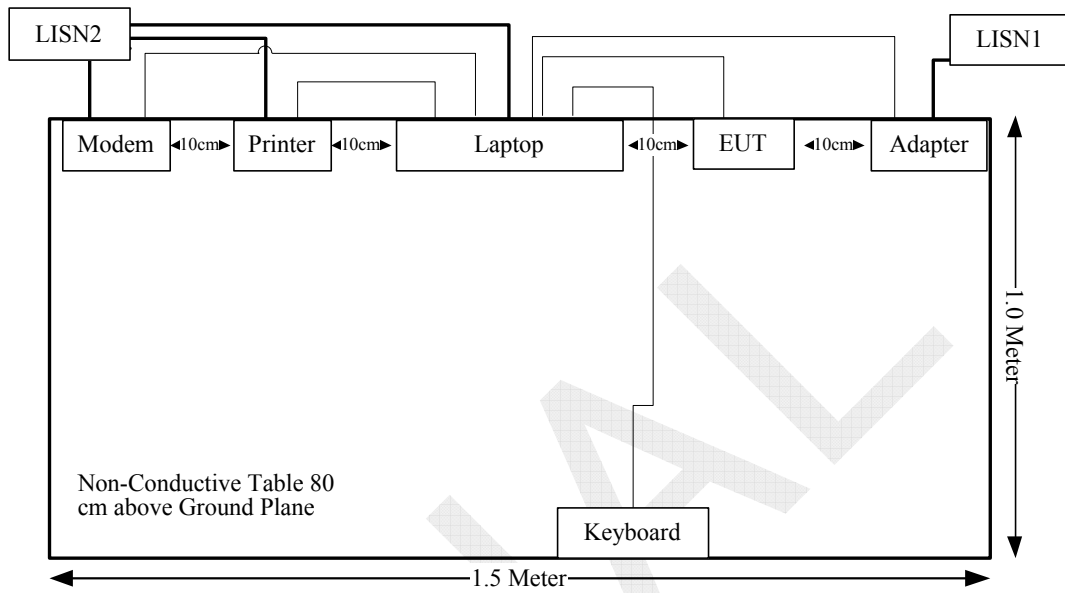 LISN2
LISN1
Modem
10cm
Printer
10cm
Laptop
10cm
EUT
10cm
Adapter
1.0 Meter
Non-Conductive Table 80
cm above Ground Plane
Keyboard
1.5 Meter